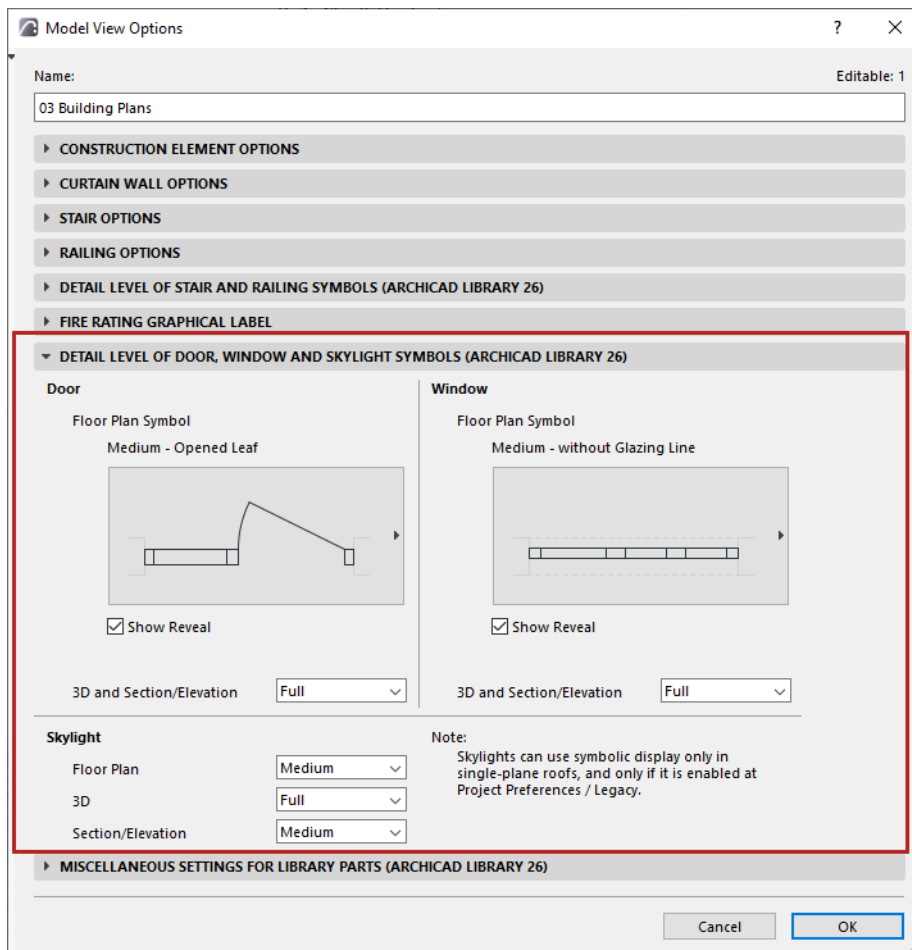 Model View Options
?
Name:
Editable: 1
03 Building Plans
CONSTRUCTION ELEMENT OPTIONS
CURTAIN WALL OPTIONS
STAIR OPTIONS
RAILING OPTIONS
DETAIL LEVEL OF STAIR AND RAILING SYMBOLS (ARCHICAD LIBRARY 26)
FIRE RATING GRAPHICAL LABEL
DETAIL LEVEL OF DOOR, WINDOW AND SKYLIGHT SYMBOLS (ARCHICAD LIBRARY 26)
Door
Floor Plan Symbol
Medium - Opened Leaf
Show Reveal
3D and Section/Elevation
Full
Window
Floor Plan Symbol
Medium - without Glazing Line
Show Reveal
3D and Section/Elevation
Full
Skylight
Floor Plan
Medium
3D
Full
Section/Elevation
Medium
Note:
Skylights can use symbolic display only in
single-plane roofs, and only if it is enabled at
Project Preferences / Legacy.
MISCELLANEOUS SETTINGS FOR LIBRARY PARTS (ARCHICAD LIBRARY 26)
Cancel
OK